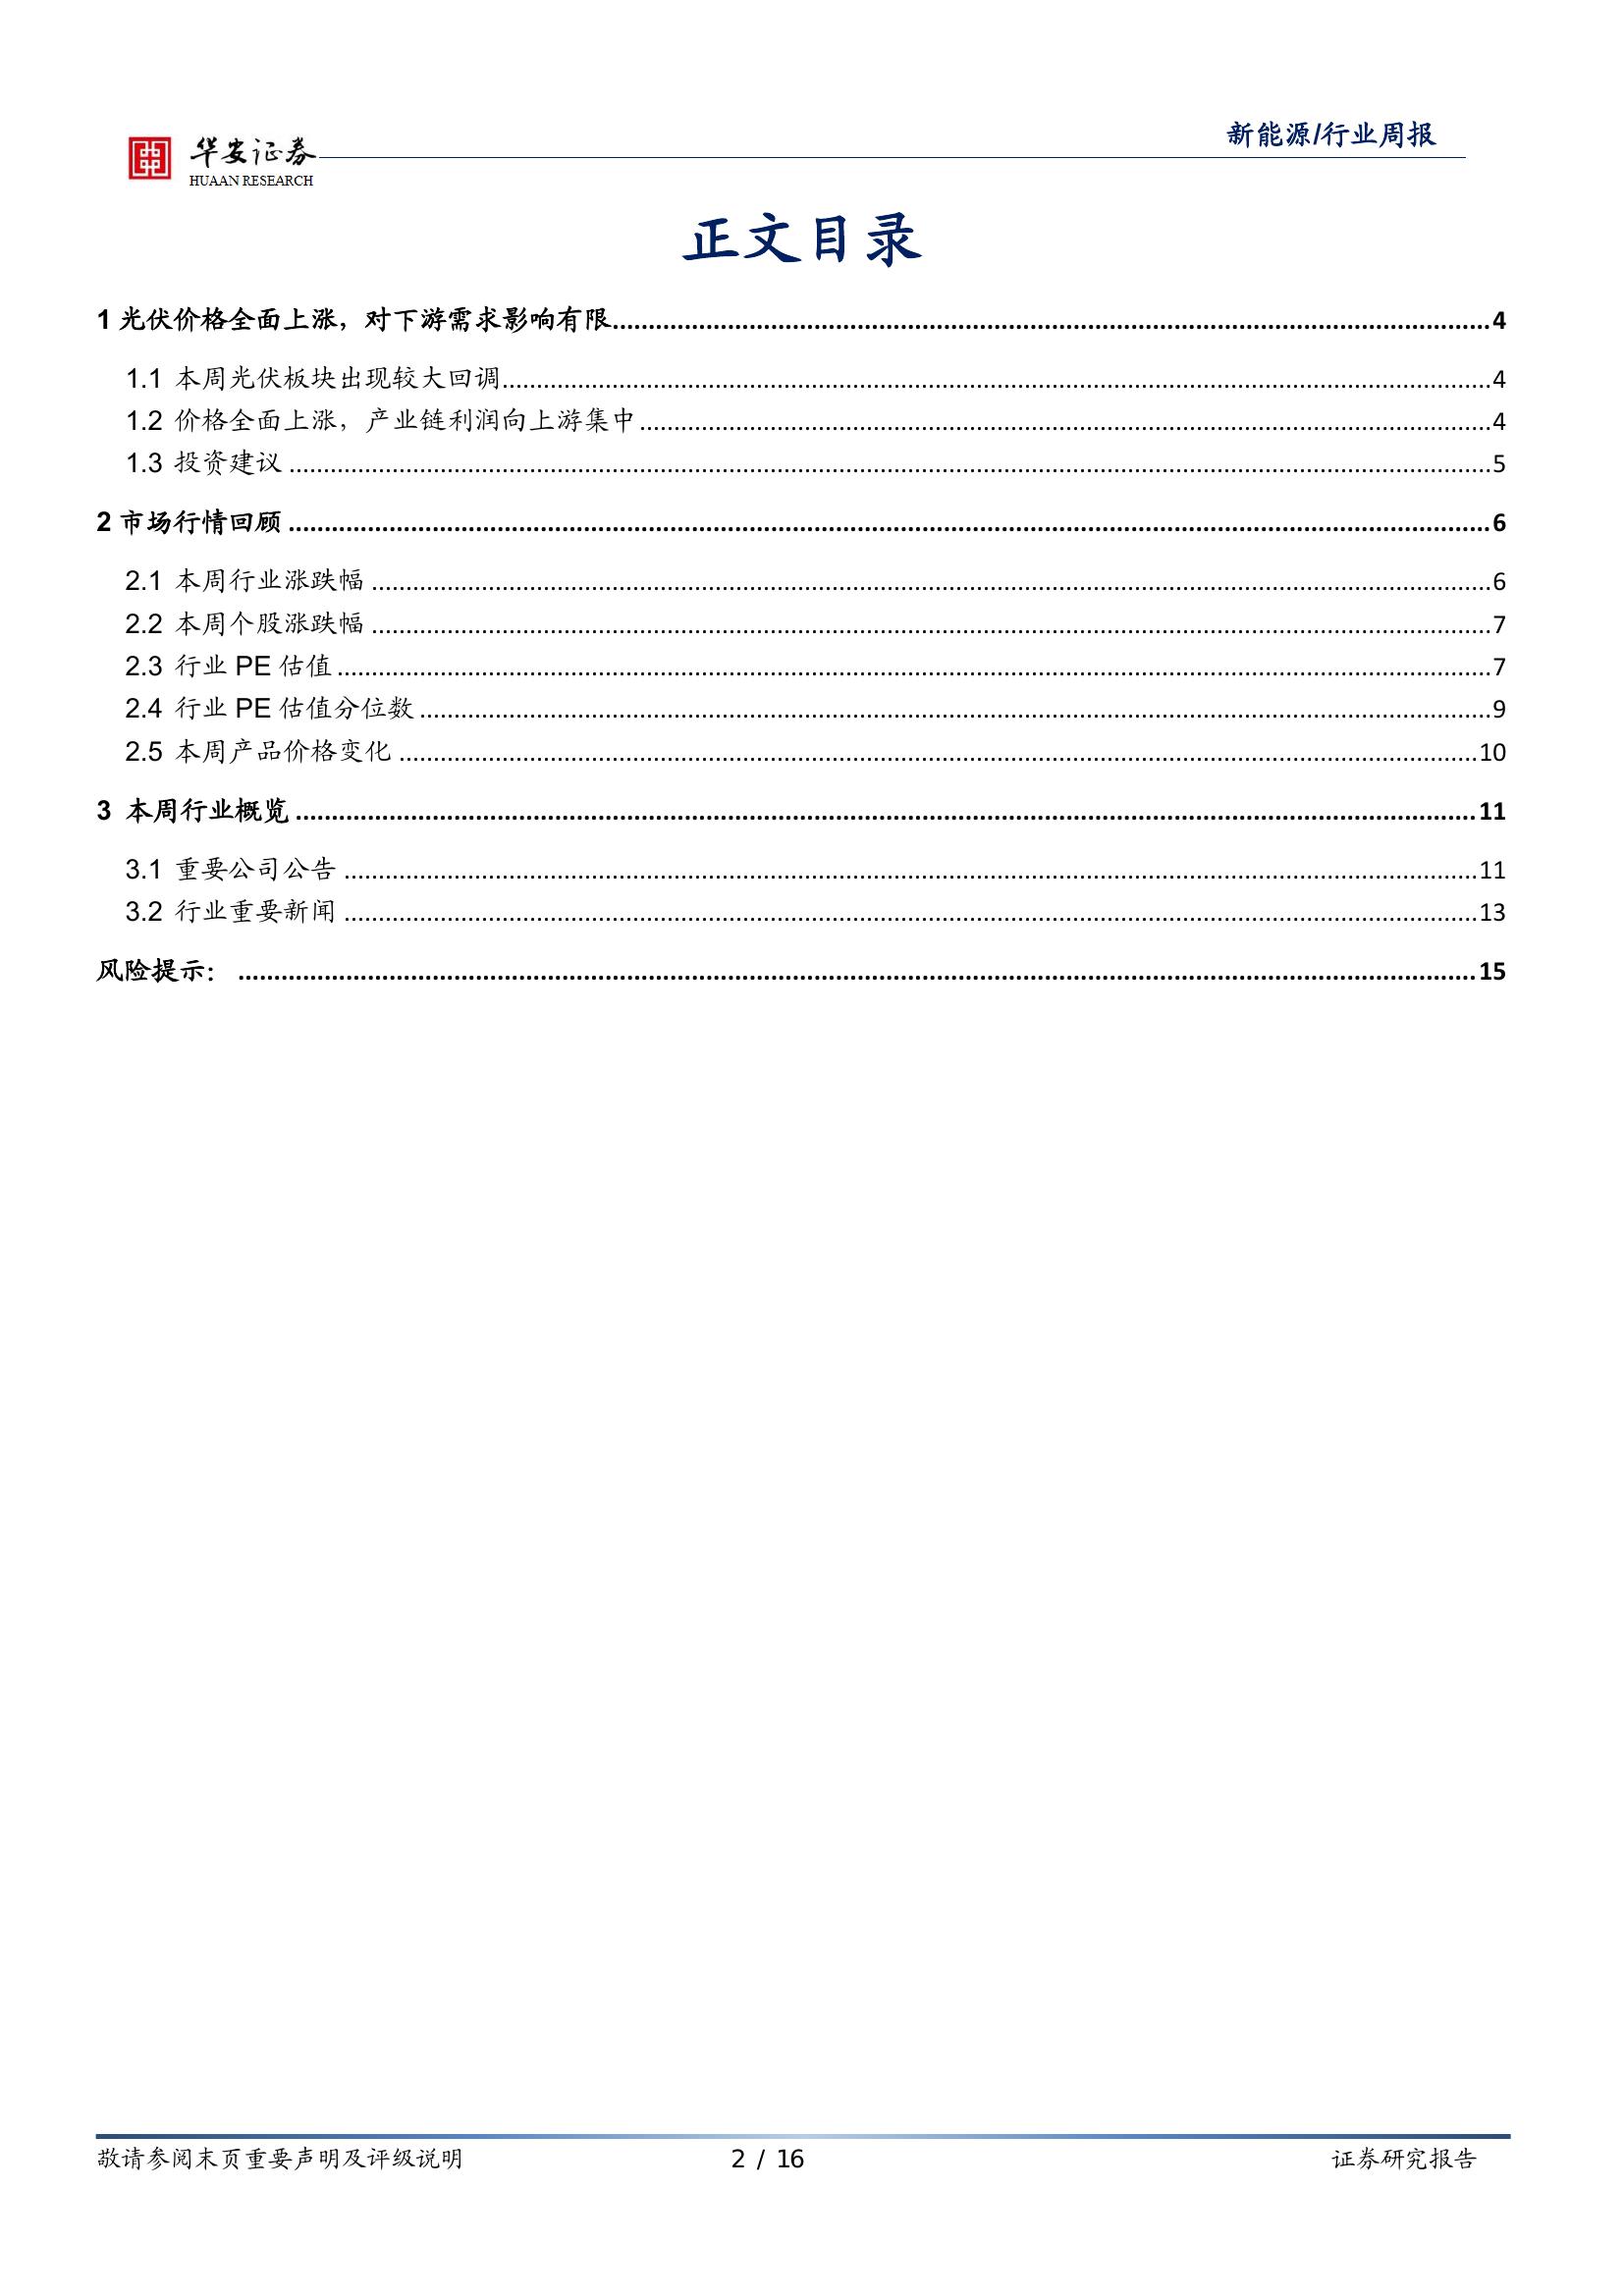 华安证券
HUAAN RESEARCH
新能源/行业周报
正文目录
1 光伏价格全面上涨，对下游需求影响有限........................4
1.1 本周光伏板块出现较大回调........................4
1.2 价格全面上涨，产业链利润向上游集中........................4
1.3 投资建议........................5
2 市场行情回顾........................6
2.1 本周行业涨跌幅........................6
2.2 本周个股涨跌幅........................7
2.3 行业 PE 估值........................7
2.4 行业 PE 估值分位数........................9
2.5 本周产品价格变化........................10
3 本周行业概览........................11
3.1 重要公司公告........................11
3.2 行业重要新闻........................13
风险提示：........................15
敬请参阅末页重要声明及评级说明 2 / 16 证券研究报告